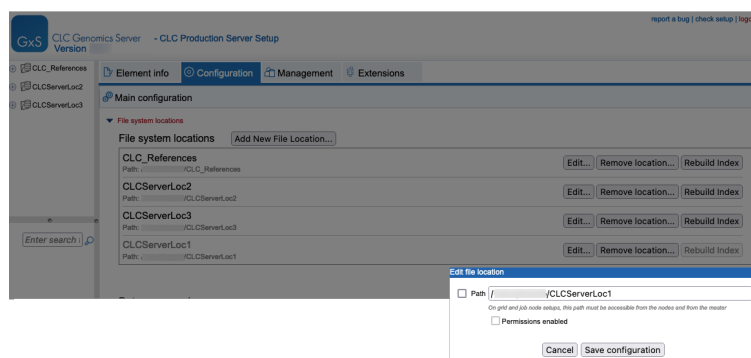 report a bug | check setup | logo
GxS
CLC Genomics Server - CLC Production Server Setup
Version
CLC_References
CLCServerLoc2
CLCServerLoc3
Element info
Configuration
Management
Extensions
Main configuration
File system locations
File system locations
Add New File Location...
CLC_References
Path: /CLC_References
Edit...
Remove location...
Rebuild Index
CLCServerLoc2
Path: /CLCServerLoc2
Edit...
Remove location...
Rebuild Index
CLCServerLoc3
Path: /CLCServerLoc3
Edit...
Remove location...
Rebuild Index
CLCServerLoc1
Path: /CLCServerLoc1
Edit...
Remove location...
Rebuild Index
Enter search
Edit file location
Path / /CLCServerLoc1
On grid and job node setups, this path must be accessible from the nodes and from the master
Permissions enabled
Cancel
Save configuration